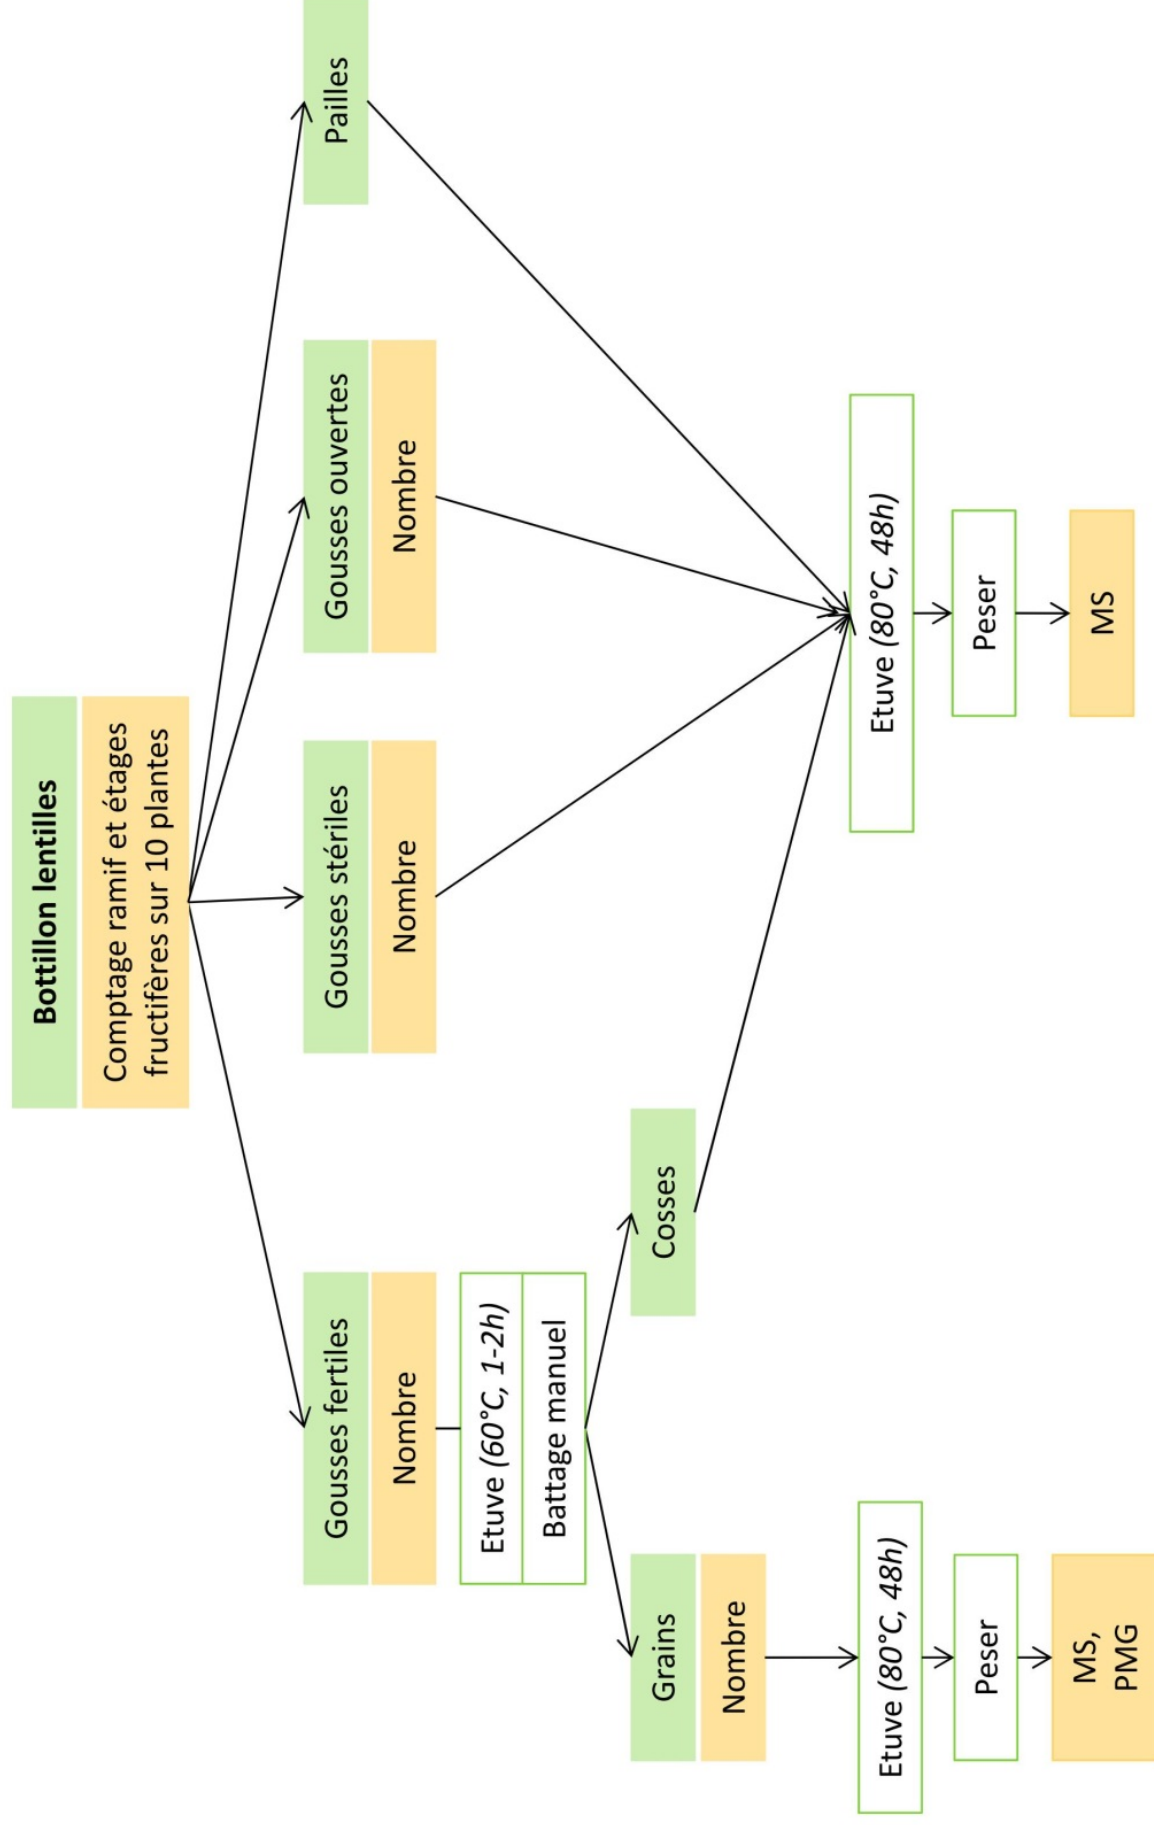 Bottillon lentilles
Comptage ramif et étages
fructifères sur 10 plantes
Gousses fertiles
Nombre
Gousses stériles
Nombre
Gousses ouvertes
Nombre
Pailles
Etuve (60°C, 1-2h)
Battage manuel
Grains
Nombre
Cosses
Etuve (80°C, 48h)
Peser
MS,
PMG
Etuve (80°C, 48h)
Peser
MS